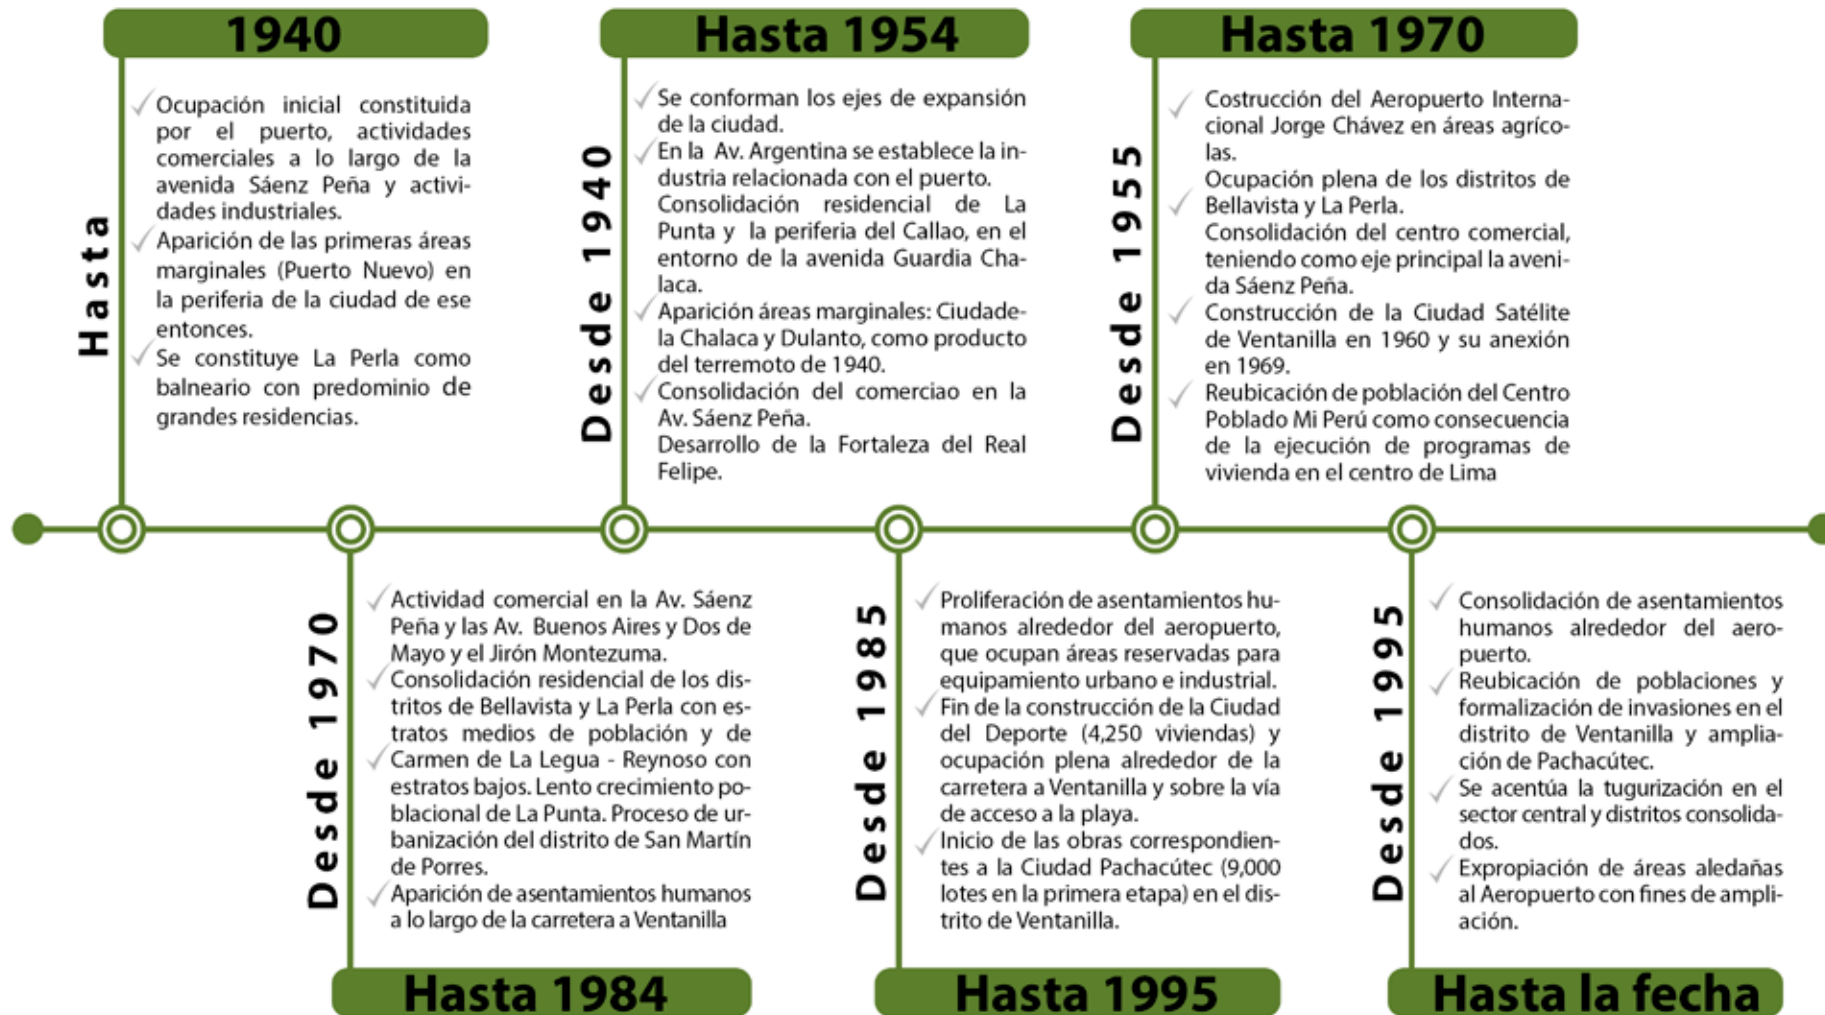 1940
Hasta
Ocupación inicial constituida
por el puerto, actividades
comerciales a lo largo de la
avenida Sáenz Peña y activi-
dades industriales.
Aparición de las primeras áreas
marginales (Puerto Nuevo) en
la periferia de la ciudad de ese
entonces.
Se constituye La Perla como
balneario con predominio de
grandes residencias.
Hasta 1954
Desde 1940
Se conforman los ejes de expansión
de la ciudad.
En la Av. Argentina se establece la in-
dustria relacionada con el puerto.
Consolidación residencial de La
Punta y la periferia del Callao, en el
entorno de la avenida Guardia Cha-
laca.
Aparición áreas marginales: Ciudade-
la Chalaca y Dulanto, como producto
del terremoto de 1940.
Consolidación del comerciao en la
Av. Sáenz Peña.
Desarrollo de la Fortaleza del Real
Felipe.
Hasta 1970
Desde 1955
Costrucción del Aeropuerto Interna-
cional Jorge Chávez en áreas agríco-
las.
Ocupación plena de los distritos de
Bellavista y La Perla.
Consolidación del centro comercial,
teniendo como eje principal la aveni-
da Sáenz Peña.
Construcción de la Ciudad Satélite
de Ventanilla en 1960 y su anexión
en 1969.
Reubicación de población del Centro
Poblado Mi Perú como consecuencia
de la ejecución de programas de
vivienda en el centro de Lima
Desde 1970
Actividad comercial en la Av. Sáenz
Peña y las Av. Buenos Aires y Dos de
Mayo y el Jirón Montezuma.
Consolidación residencial de los dis-
tritos de Bellavista y La Perla con es-
tratos medios de población y de
Carmen de La Legua - Reynoso con
estratos bajos. Lento crecimiento po-
blacional de La Punta. Proceso de ur-
banización del distrito de San Martín
de Porres.
Aparición de asentamientos humanos
a lo largo de la carretera a Ventanilla
Hasta 1984
Desde 1985
Proliferación de asentamientos hu-
manos alrededor del aeropuerto,
que ocupan áreas reservadas para
equipamiento urbano e industrial.
Fin de la construcción de la Ciudad
del Deporte (4,250 viviendas) y
ocupación plena alrededor de la
carretera a Ventanilla y sobre la vía
de acceso a la playa.
Inicio de las obras correspondien-
tes a la Ciudad Pachacútec (9,000
lotes en la primera etapa) en el dis-
trito de Ventanilla.
Hasta 1995
Desde 1995
Consolidación de asentamientos
humanos alrededor del aero-
puerto.
Reubicación de poblaciones y
formalización de invasiones en el
distrito de Ventanilla y amplia-
ción de Pachacútec.
Se acentúa la tugurización en el
sector central y distritos consolida-
dos.
Expropiación de áreas aledañas
al Aeropuerto con fines de ampli-
ación.
Hasta la fecha